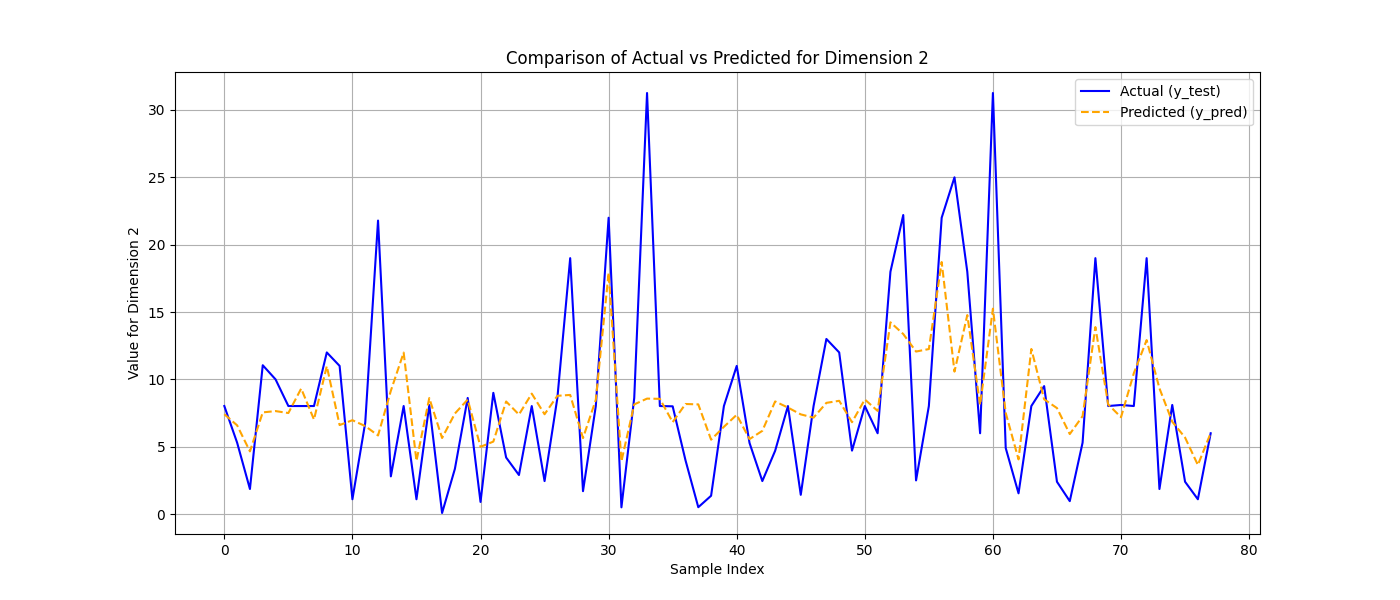 Comparison of Actual vs Predicted for Dimension 2
Actual (y_test)
Predicted (y_pred)
Value for Dimension 2
30
25
20
15
10
5
0
0 10 20 30 40 50 60 70 80
Sample Index